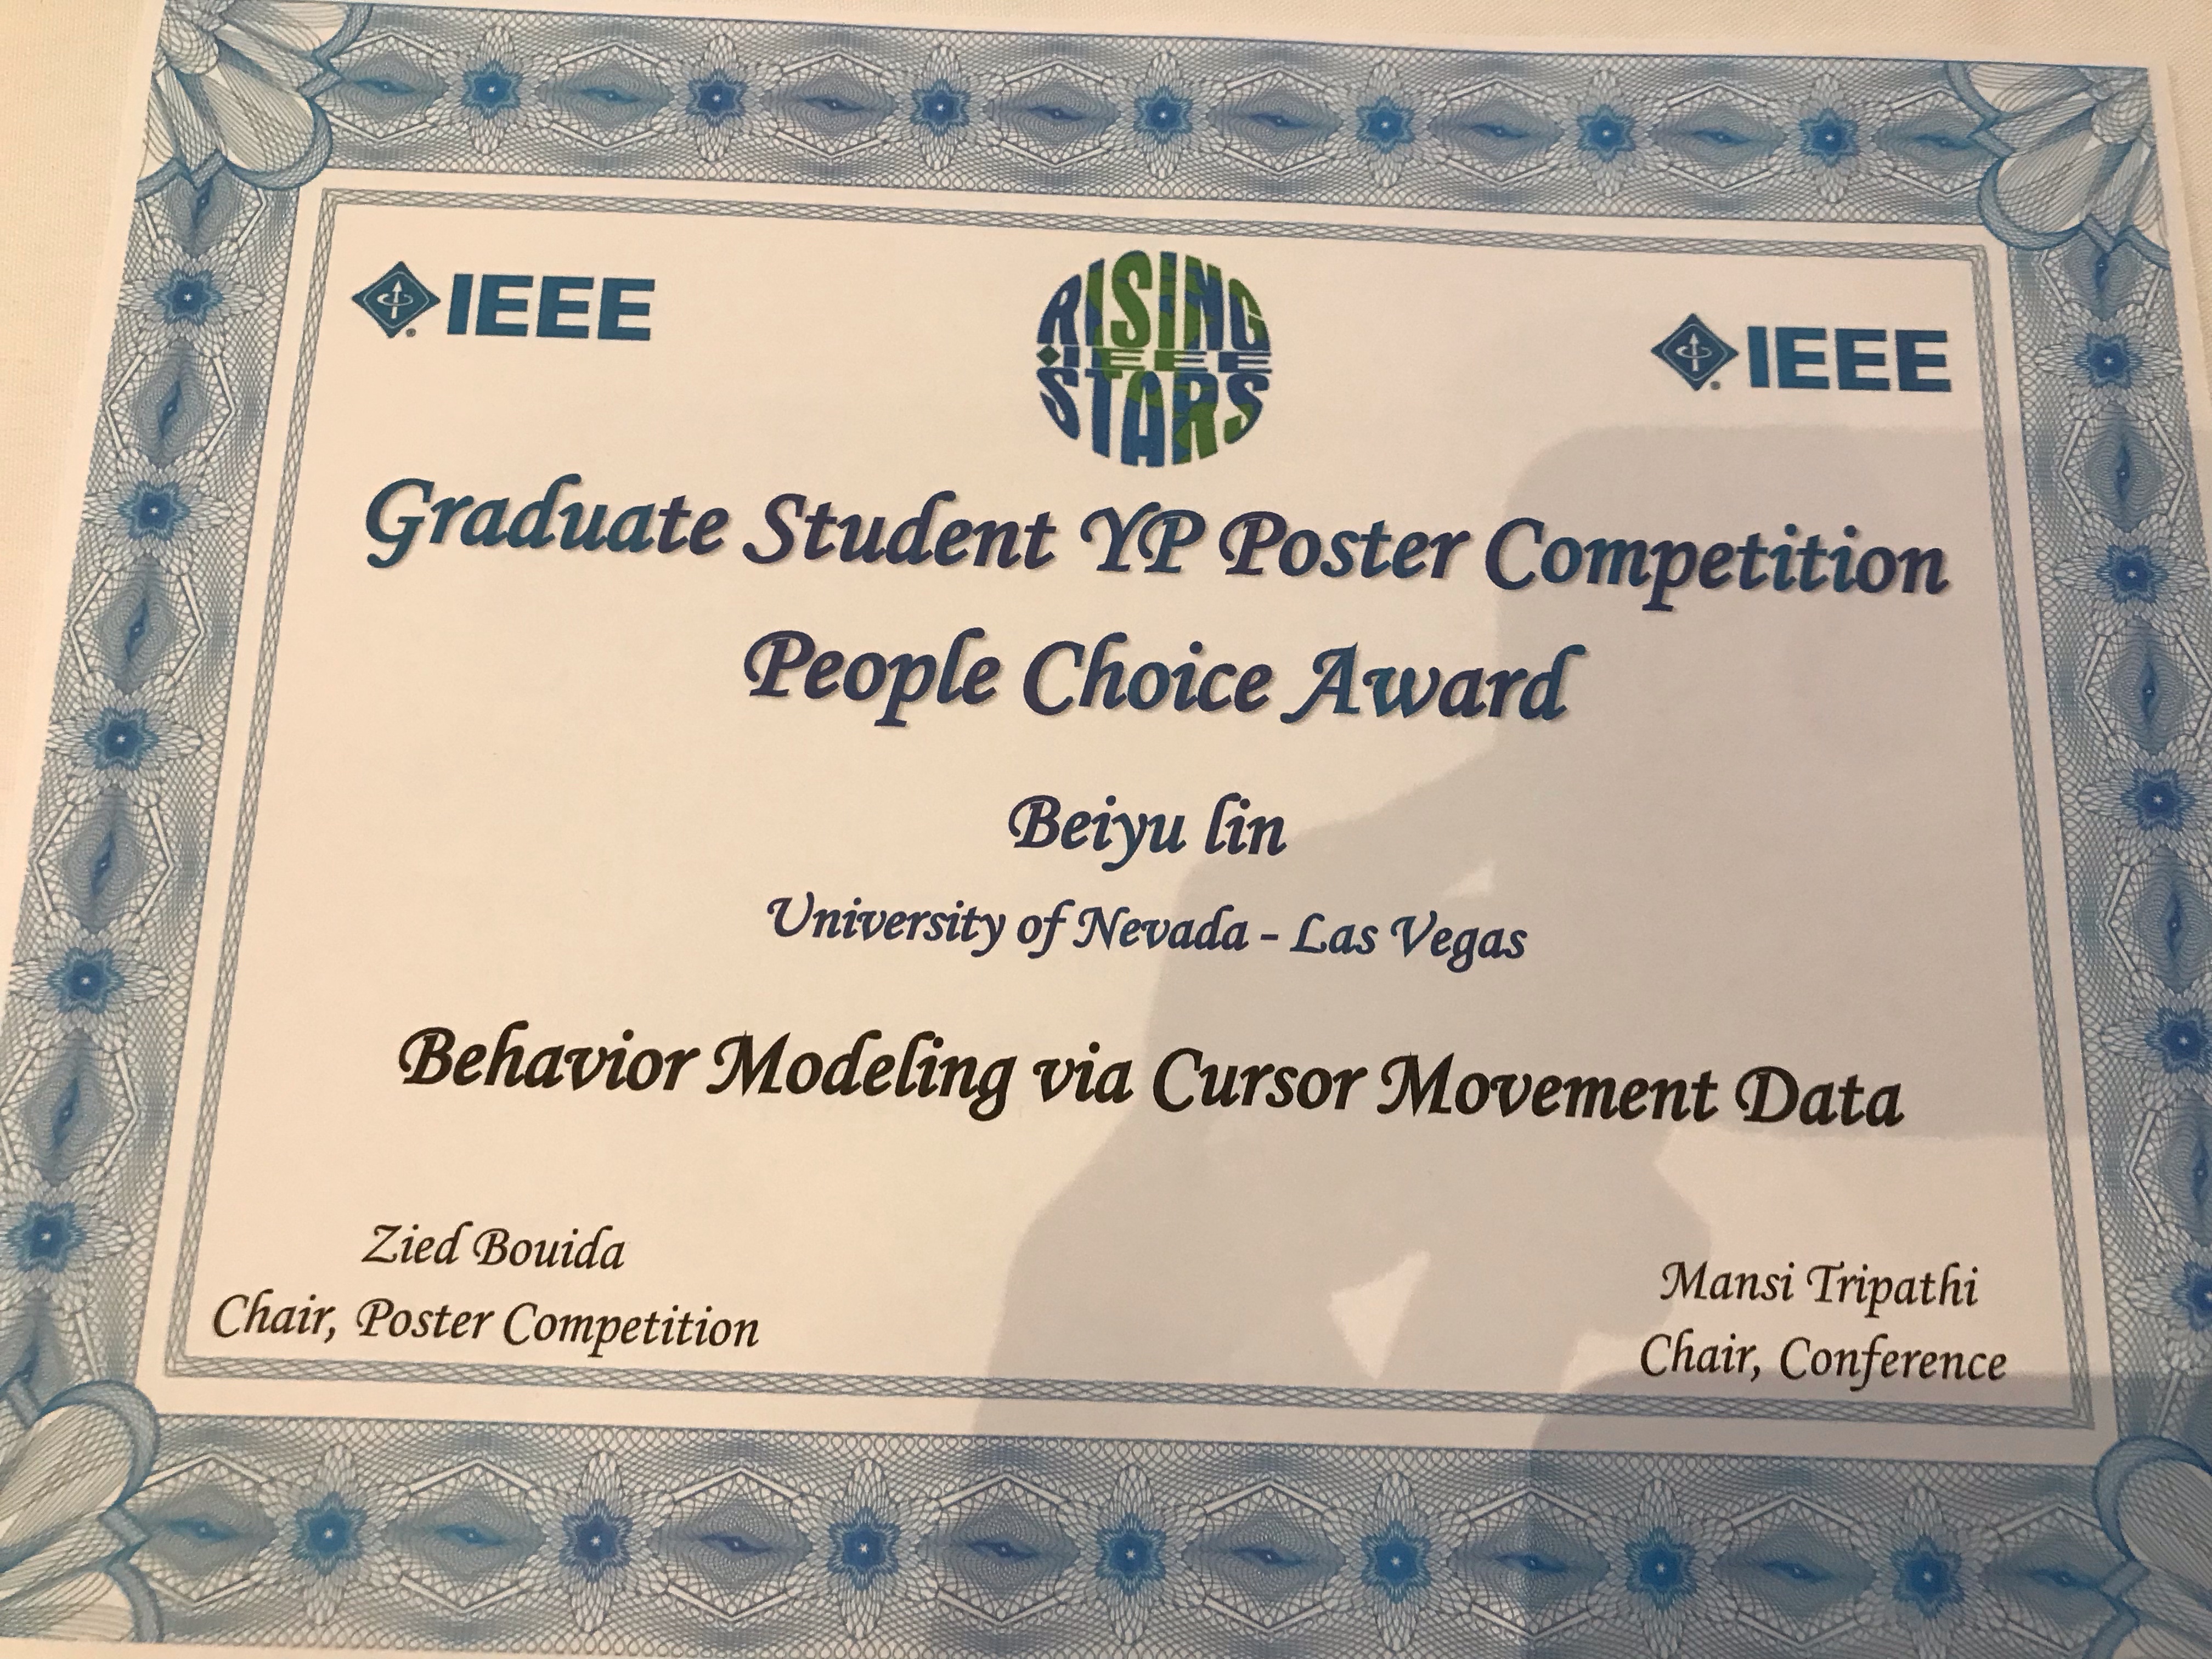 IEEE
RISING
IEEE
STARS
IEEE
Graduate Student YP Poster Competition
People Choice Award
Beiyu lin
University of Nevada - Las Vegas
Behavior Modeling via Cursor Movement Data
Zied Bouida
Chair, Poster Competition
Mansi Tripathi
Chair, Conference